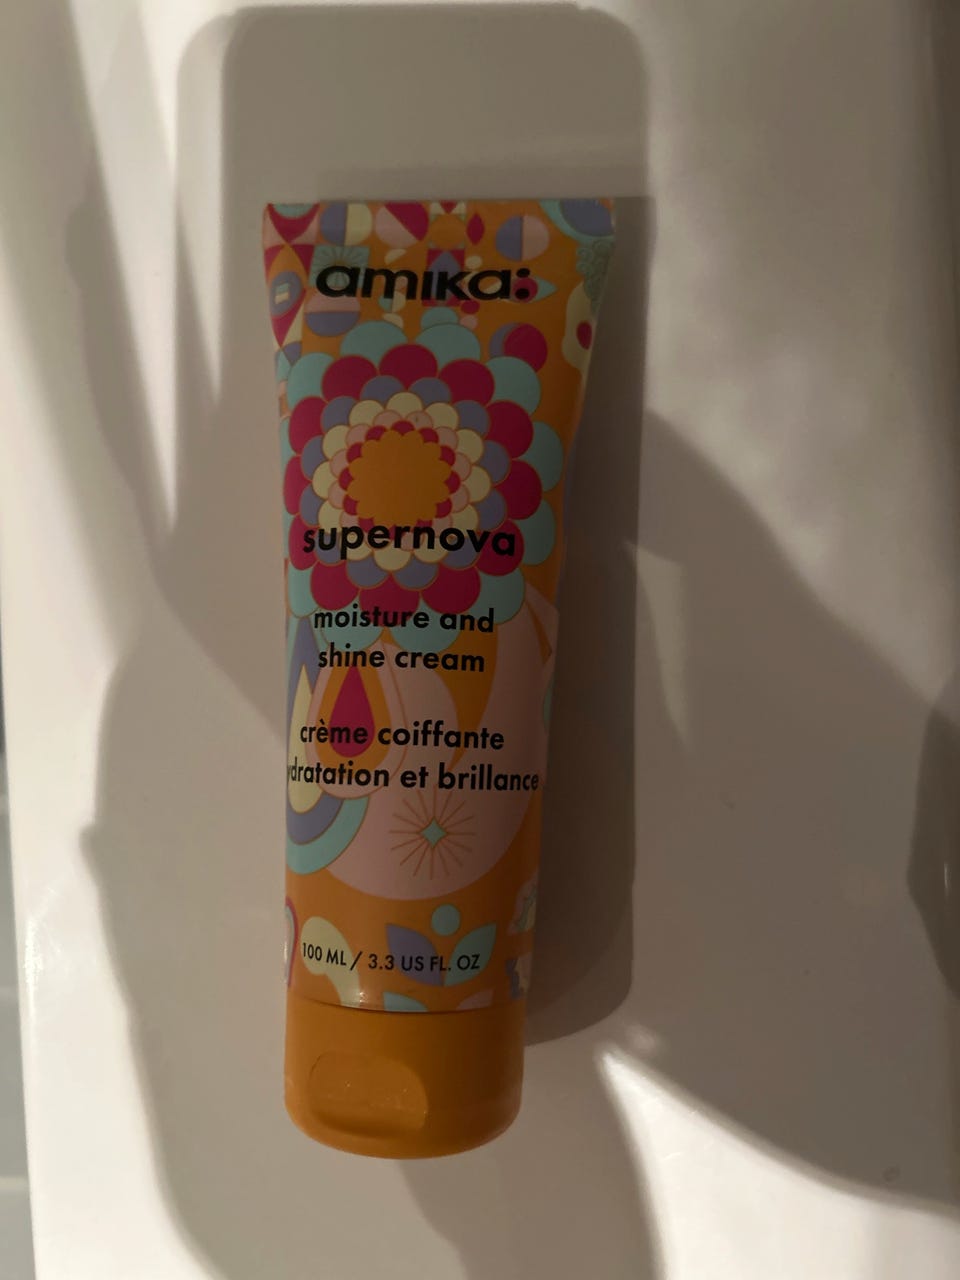 amika:
supernova
moisture and
shine cream
crème coiffante
ydratation et brillance
100 ML / 3.3 US FL. OZ